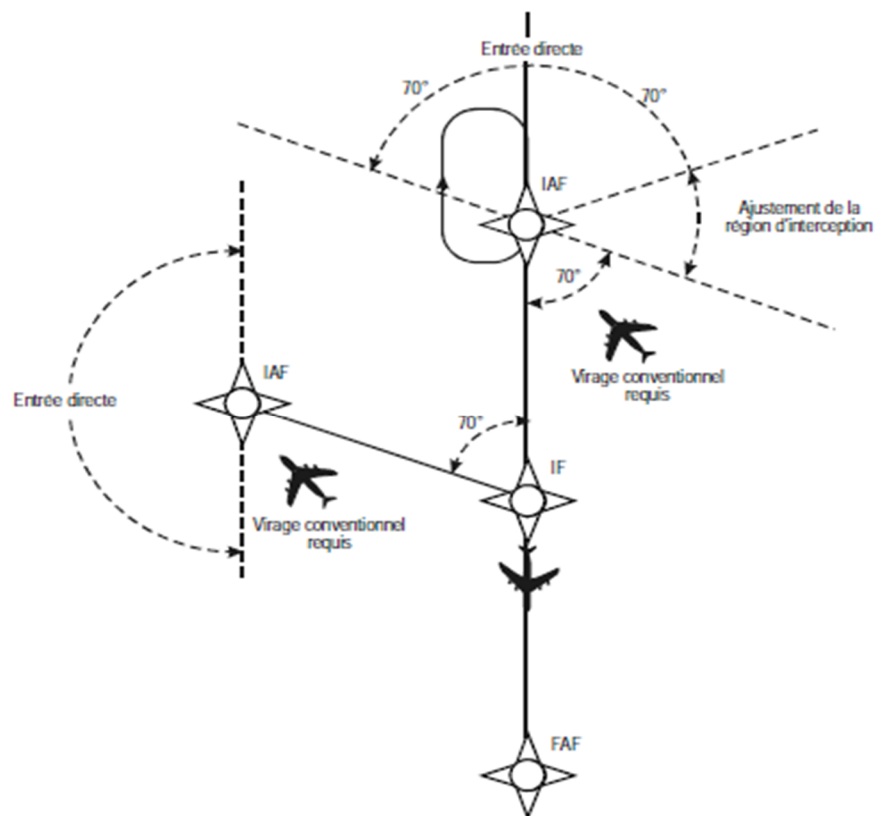 Entrée directe
70°
70°
IAF
Ajustement de la
région d'interception
70°
Virage conventionnel
requis
IAF
Entrée directe
70°
IF
Virage conventionnel
requis
FAF